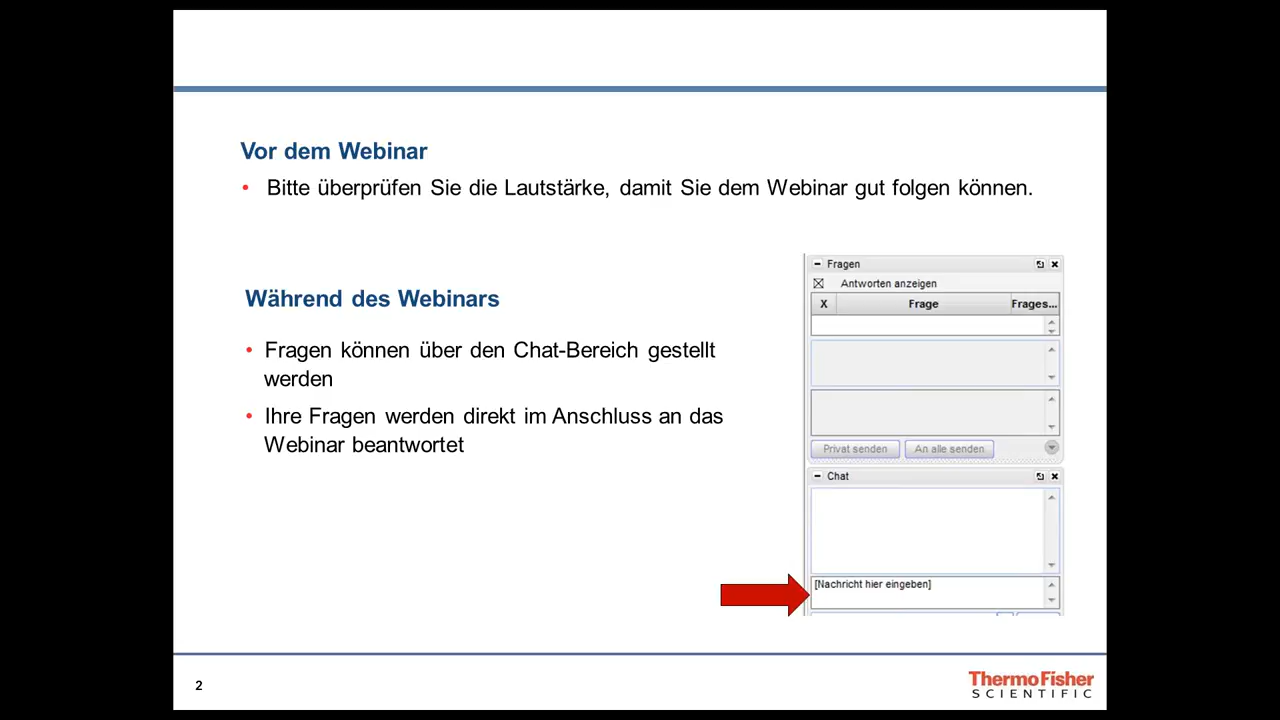 Vor dem Webinar
• Bitte überprüfen Sie die Lautstärke, damit Sie dem Webinar gut folgen können.
Während des Webinars
• Fragen können über den Chat-Bereich gestellt
werden
• Ihre Fragen werden direkt im Anschluss an das
Webinar beantwortet
Fragen
Antworten anzeigen
X Frage Frages...
Privat senden An alle senden
Chat
[Nachricht hier eingeben]
2
ThermoFisher
SCIENTIFIC